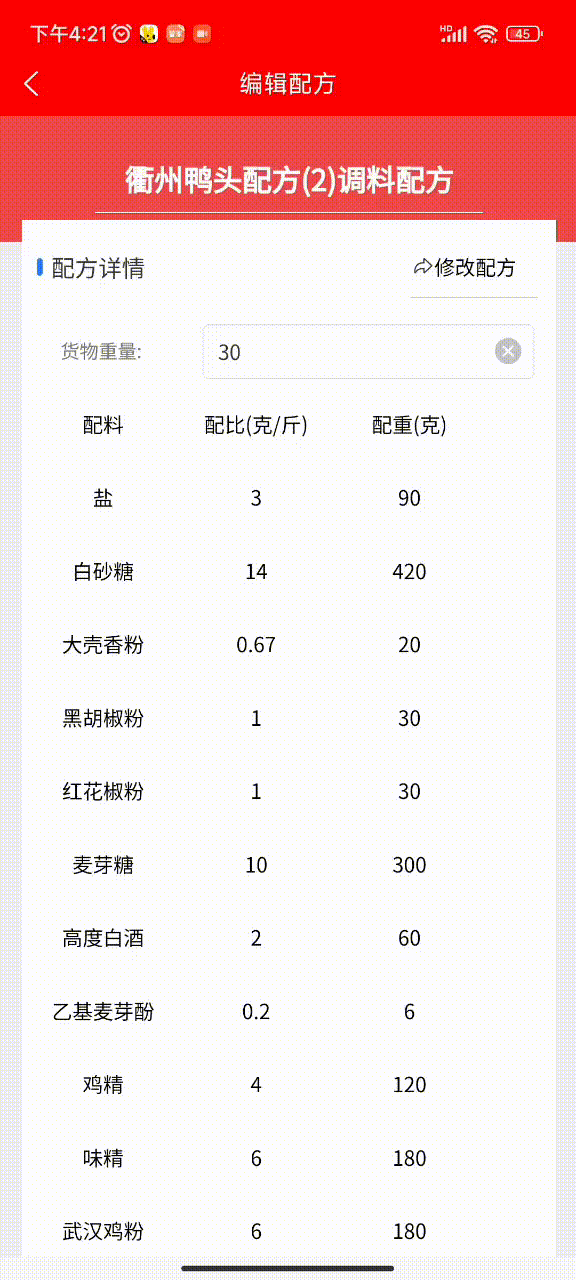 下午4:21 HD 45
编辑配方
衢州鸭头配方(2)调料配方
配方详情 修改配方
货物重量: 30
配料 配比(克/斤) 配重(克)
盐 3 90
白砂糖 14 420
大壳香粉 0.67 20
黑胡椒粉 1 30
红花椒粉 1 30
麦芽糖 10 300
高度白酒 2 60
乙基麦芽酚 0.2 6
鸡精 4 120
味精 6 180
武汉鸡粉 6 180